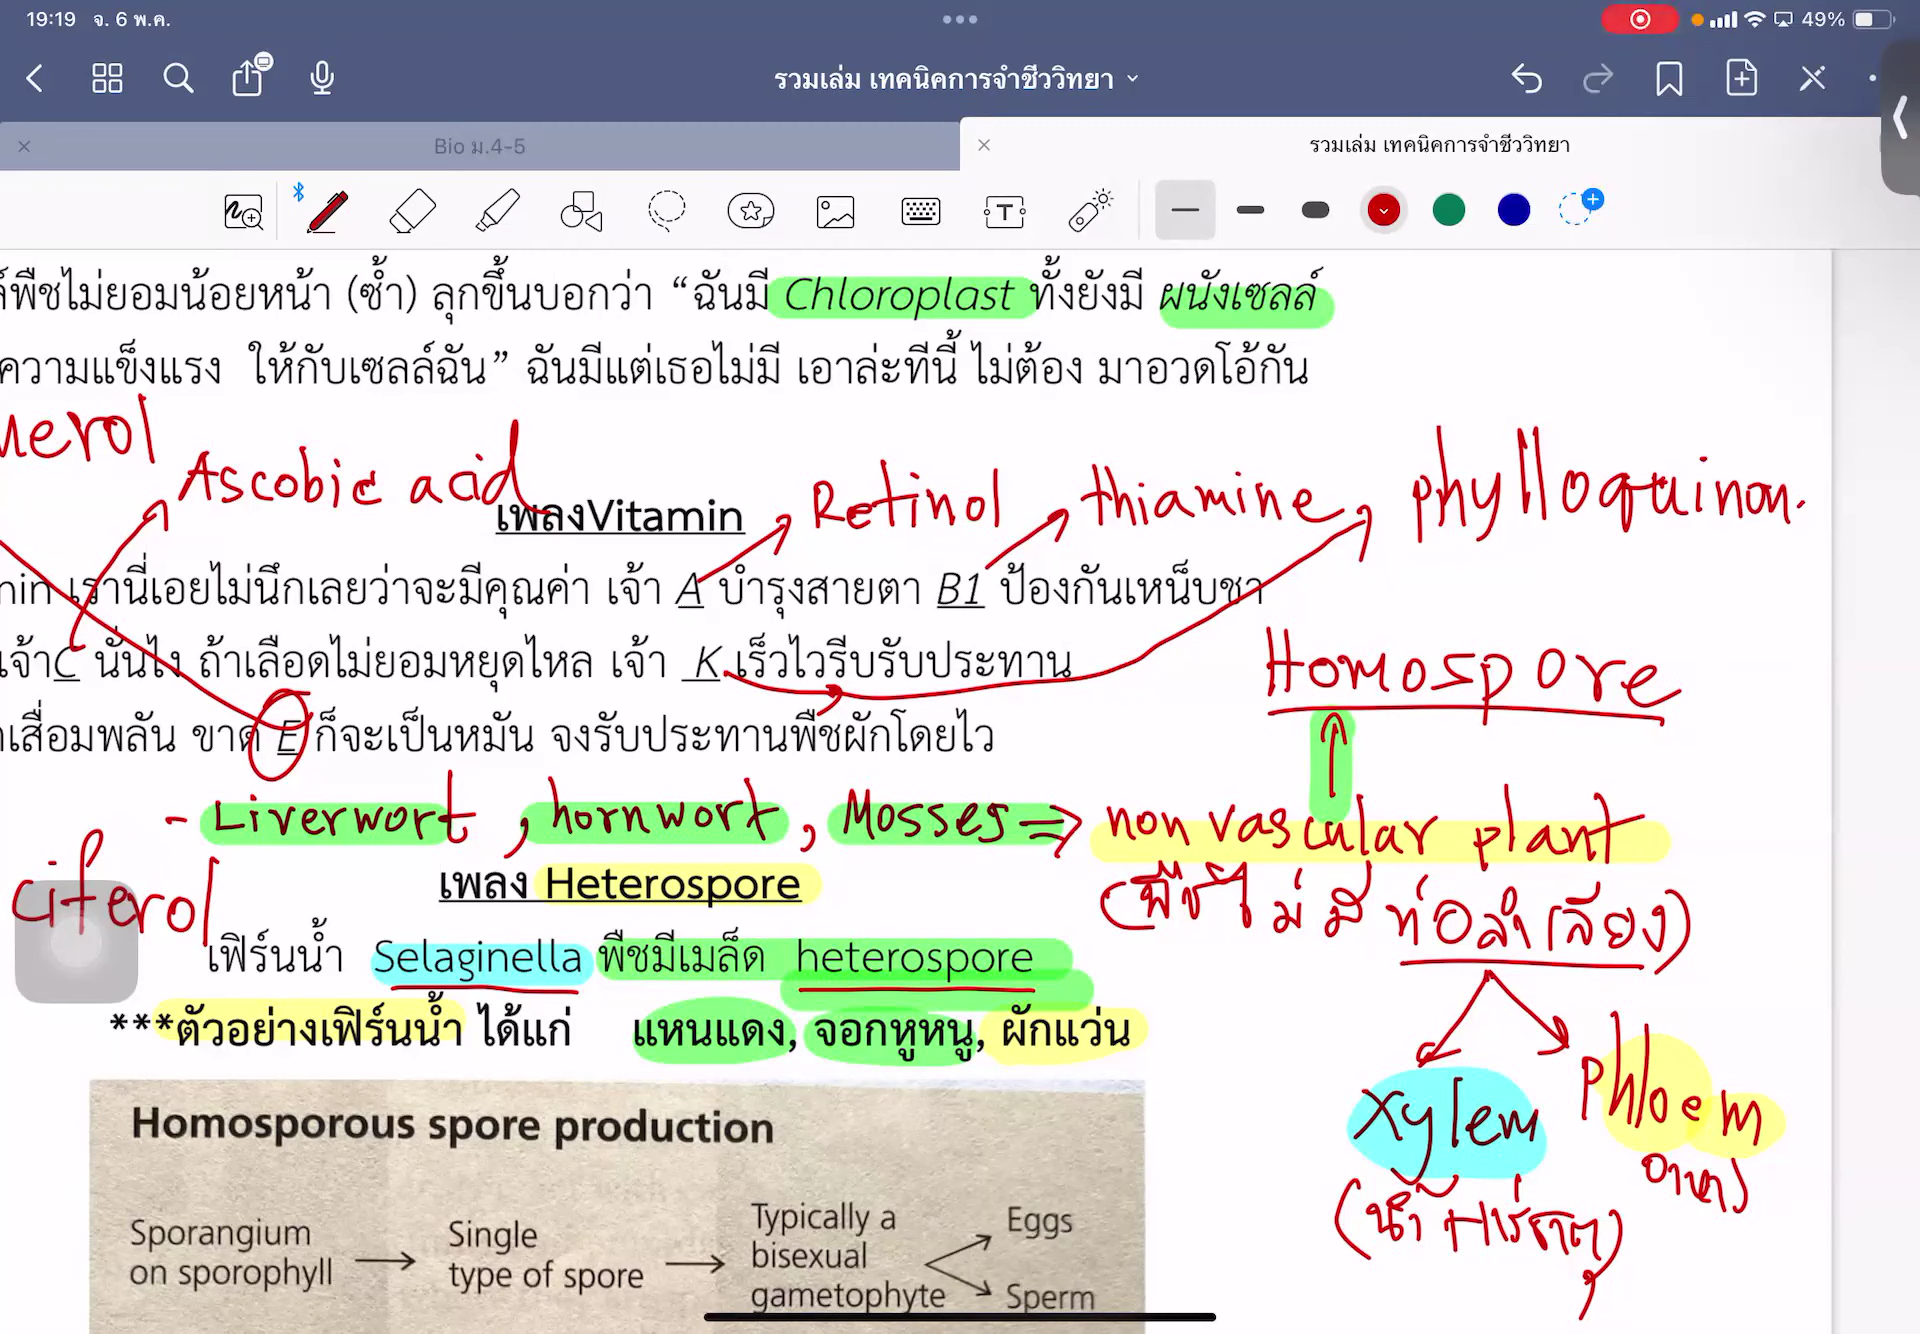 19:19 จ. 6 พ.ค.
49%
รวมเล่ม เทคนิคการจำชีววิทยา
Bio ม.4-5
รวมเล่ม เทคนิคการจำชีววิทยา
์พืชไม่ยอมน้อยหน้า (ซ้ำ) ลุกขึ้นบอกว่า “ฉันมี Chloroplast ทั้งยังมี ผนังเซลล์
ความแข็งแรง ให้กับเซลล์ฉัน” ฉันมีแต่เธอไม่มี เอาล่ะทีนี้ ไม่ต้อง มาอวดโอ้กัน
Ascobic acid
เพลงVitamin
Retinol
thiamine
phylloquinon.
min เรานี่เอยไม่นึกเลยว่าจะมีคุณค่า เจ้า A บำรุงสายตา B1 ป้องกันเหน็บชา
เจ้าC นั่นไง ถ้าเลือดไม่ยอมหยุดไหล เจ้า K เร็วไวรีบรับประทาน
Homospore
เสื่อมพลัน ขาด E ก็จะเป็นหมัน จงรับประทานพืชผักโดยไว
- Liverwort, hornwort, Mosses ⇒ non vascular plant
(พืชไม่มีท่อลำเลียง)
ciferol
เพลง Heterospore
เฟิร์นน้ำ Selaginella พืชมีเมล็ด heterospore
***ตัวอย่างเฟิร์นน้ำ ได้แก่ แหนแดง, จอกหูหนู, ผักแว่น
xylem
(น้ำ+แร่ธาตุ)
phloem
อาหาร
Homosporous spore production
Sporangium
on sporophyll
Single
type of spore
Typically a
bisexual
gametophyte
Eggs
Sperm